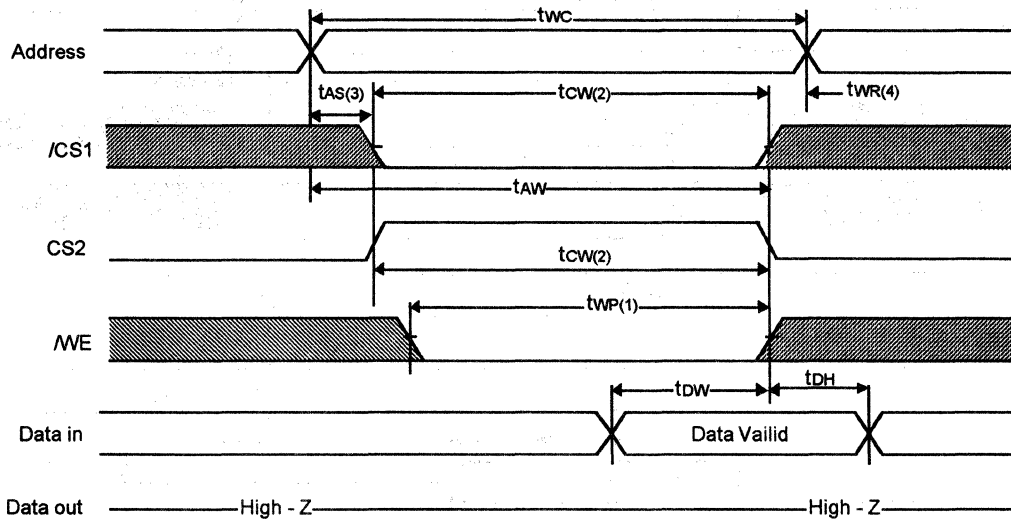 tWC
Address
tAS(3)
tCW(2)
tWR(4)
/CS1
tAW
CS2
tCW(2)
tWP(1)
/WE
tDW
tDH
Data in
Data Vailid
Data out
High - Z
High - Z